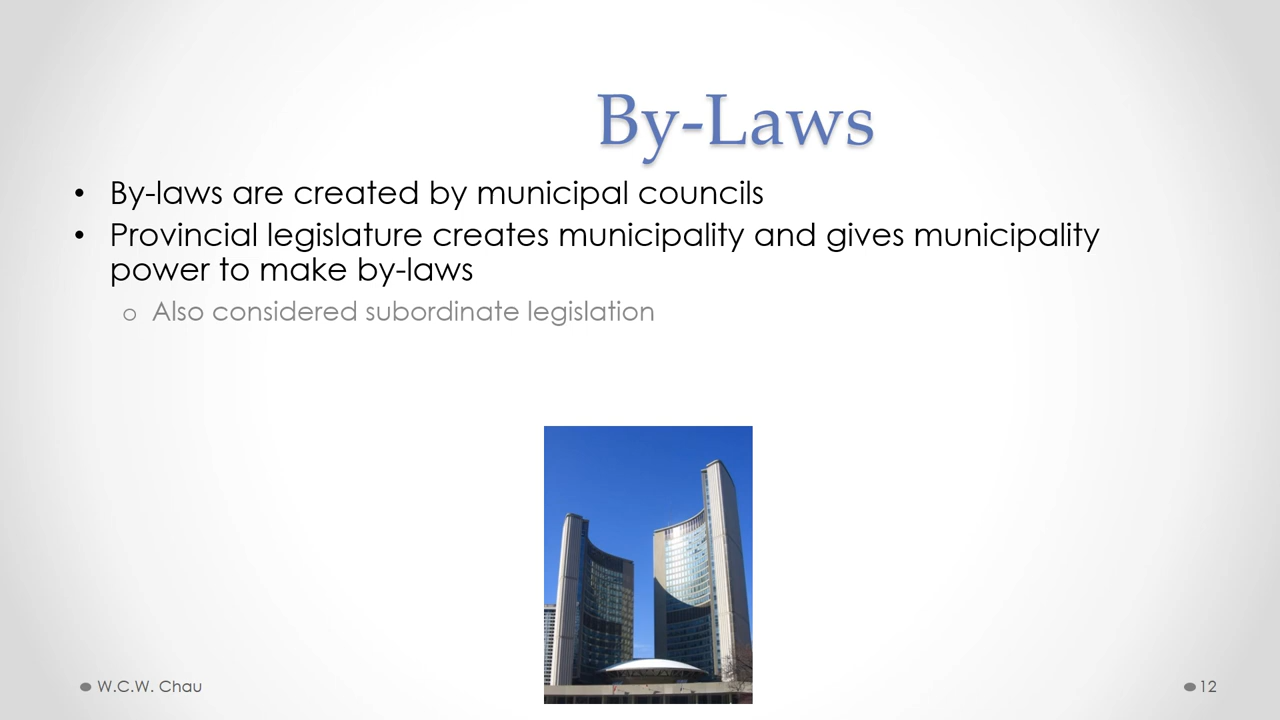 By-Laws
• By-laws are created by municipal councils
• Provincial legislature creates municipality and gives municipality
power to make by-laws
o Also considered subordinate legislation
W.C.W. Chau
12